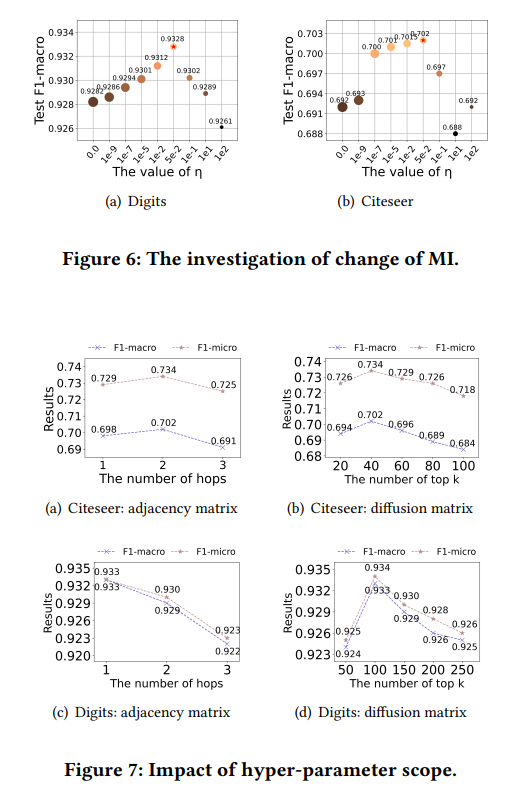 0.934
0.932
0.930
0.928
0.926
Test F1-macro
0.9282
0.9286
0.9294
0.9301
0.9312
0.9328
0.9302
0.9289
0.9261
0.0
1e-9
1e-7
1e-5
1e-2
5e-2
1e-1
1e1
1e2
The value of η
(a) Digits
0.703
0.700
0.697
0.694
0.691
0.688
Test F1-macro
0.692
0.693
0.700
0.701
0.7015
0.702
0.697
0.688
0.692
0.0
1e-9
1e-7
1e-5
1e-2
5e-2
1e-1
1e1
1e2
The value of η
(b) Citeseer
Figure 6: The investigation of change of MI.
F1-macro F1-micro
0.74
0.73
0.72
0.71
0.70
0.69
Results
0.729
0.734
0.725
0.698
0.702
0.691
1 2 3
The number of hops
(a) Citeseer: adjacency matrix
F1-macro F1-micro
0.74
0.73
0.72
0.71
0.70
0.69
0.68
Results
0.726
0.734
0.729
0.726
0.718
0.694
0.702
0.696
0.689
0.684
20 40 60 80 100
The number of top k
(b) Citeseer: diffusion matrix
F1-macro F1-micro
0.935
0.932
0.929
0.926
0.923
0.920
Results
0.933
0.933
0.930
0.929
0.923
0.922
1 2 3
The number of hops
(c) Digits: adjacency matrix
F1-macro F1-micro
0.935
0.932
0.929
0.926
0.923
Results
0.925
0.924
0.934
0.933
0.930
0.929
0.928
0.926
0.926
0.925
50 100 150 200 250
The number of top k
(d) Digits: diffusion matrix
Figure 7: Impact of hyper-parameter scope.